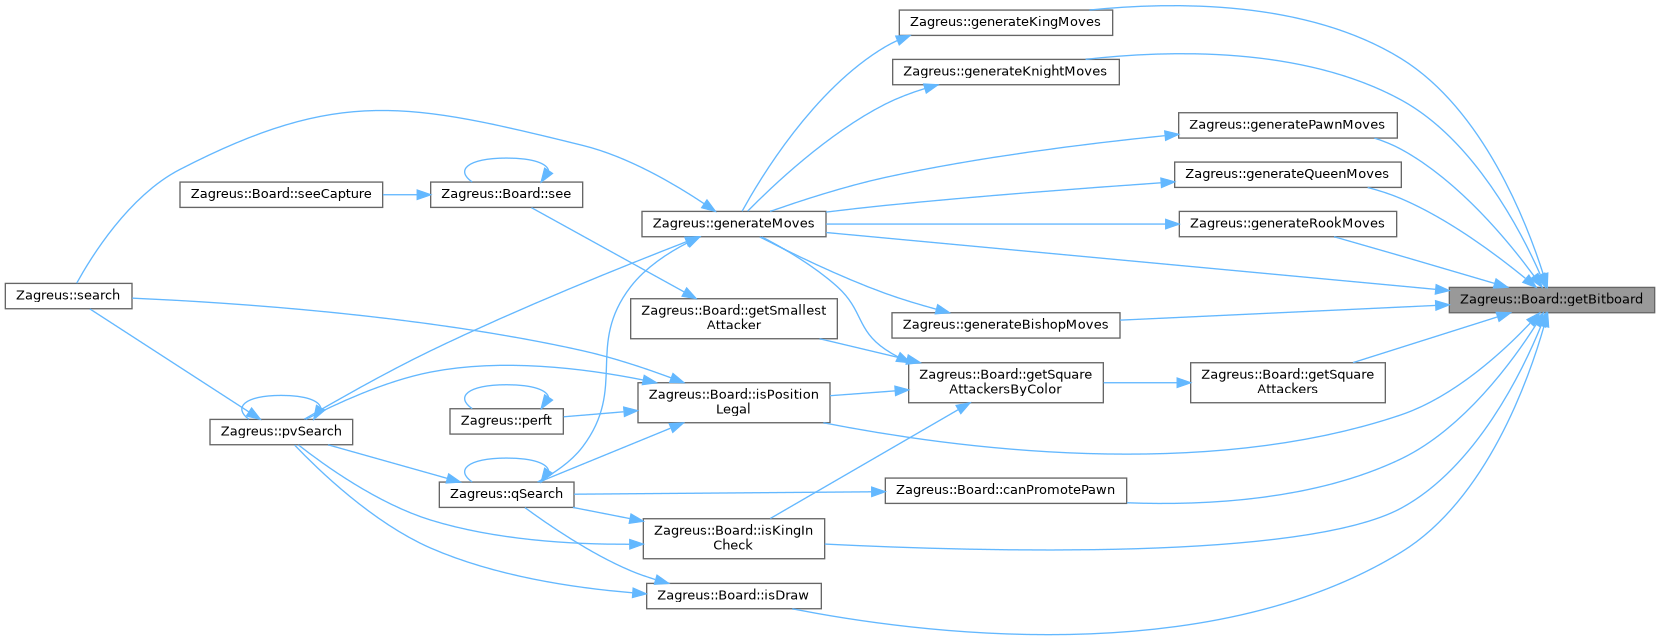 Zagreus::generateKingMoves
Zagreus::generateKnightMoves
Zagreus::generatePawnMoves
Zagreus::generateQueenMoves
Zagreus::Board::seeCapture
Zagreus::Board::see
Zagreus::generateMoves
Zagreus::generateRookMoves
Zagreus::search
Zagreus::Board::getBitboard
Zagreus::Board::getSmallest
Attacker
Zagreus::generateBishopMoves
Zagreus::Board::getSquare
AttackersByColor
Zagreus::Board::getSquare
Attackers
Zagreus::Board::isPosition
Legal
Zagreus::perft
Zagreus::pvSearch
Zagreus::qSearch
Zagreus::Board::canPromotePawn
Zagreus::Board::isKingIn
Check
Zagreus::Board::isDraw